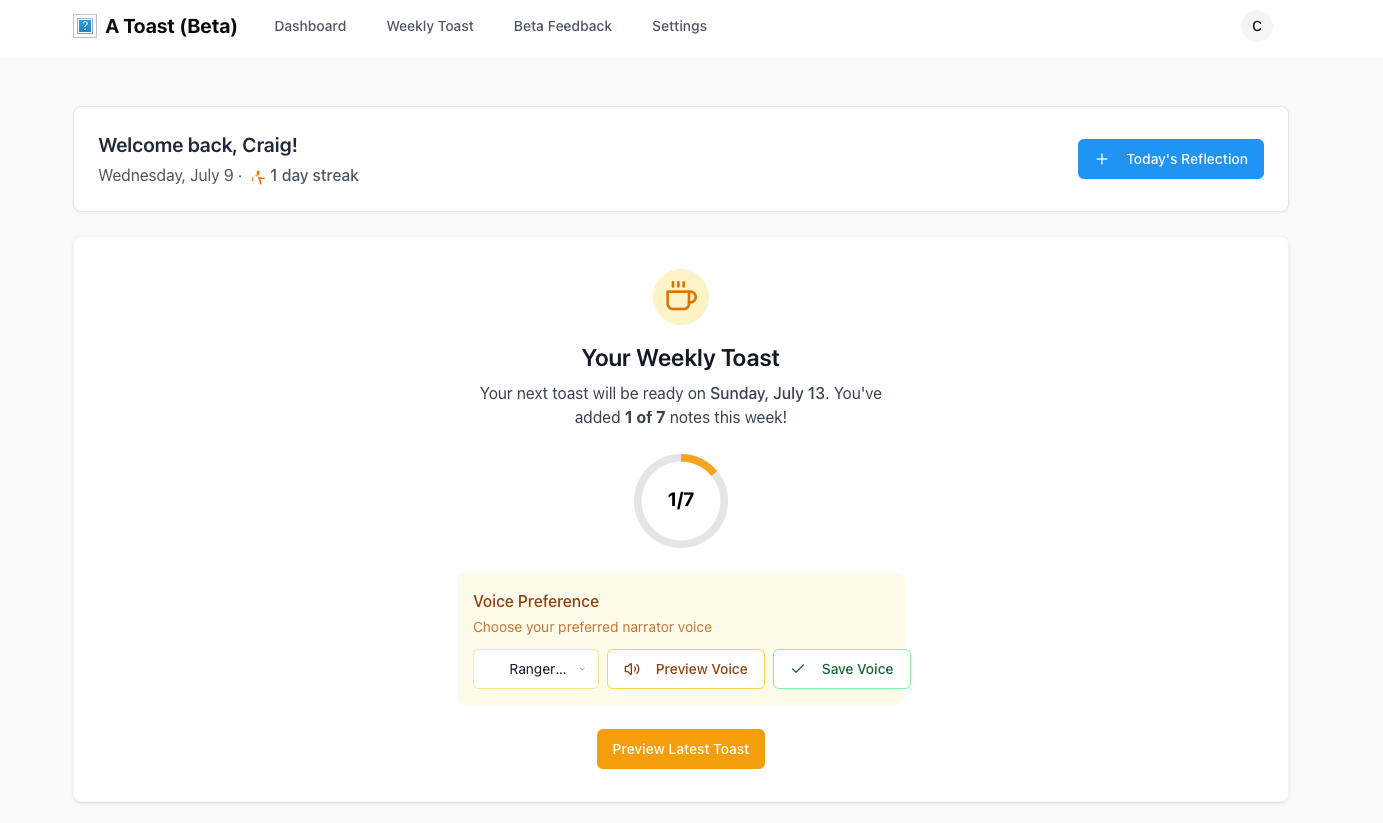 A Toast (Beta)
Dashboard
Weekly Toast
Beta Feedback
Settings
C
Welcome back, Craig!
Wednesday, July 9 · 1 day streak
Today's Reflection
Your Weekly Toast
Your next toast will be ready on Sunday, July 13. You've
added 1 of 7 notes this week!
1/7
Voice Preference
Choose your preferred narrator voice
Ranger...
Preview Voice
Save Voice
Preview Latest Toast